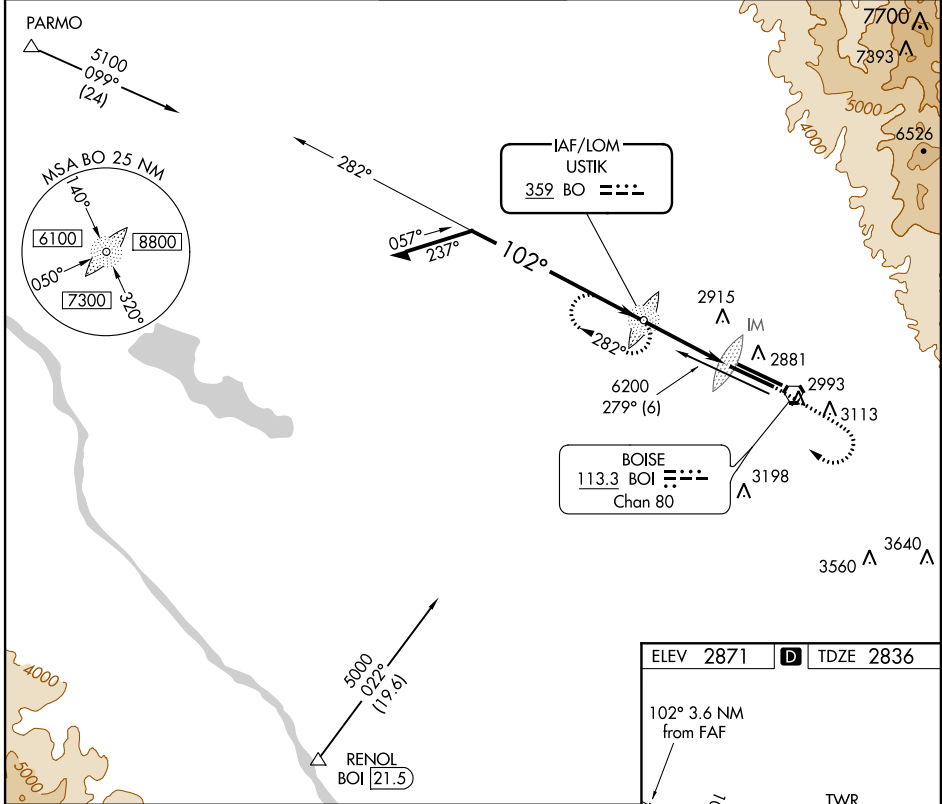 PARMO
5100
099°
(24)
7700
7393
5000
4000
6526
MSA BO 25 NM
140°
6100
8800
050°
7300
320°
282°
IAF/LOM
USTIK
359 BO
057°
237°
102°
282°
2915
IM
2881
2993
3113
6200
279° (6)
BOISE
113.3 BOI
Chan 80
3198
3560
3640
5000
022°
(19.6)
RENOL
BOI 21.5
4000
5000
ELEV 2871 D TDZE 2836
102° 3.6 NM
from FAF
TWR